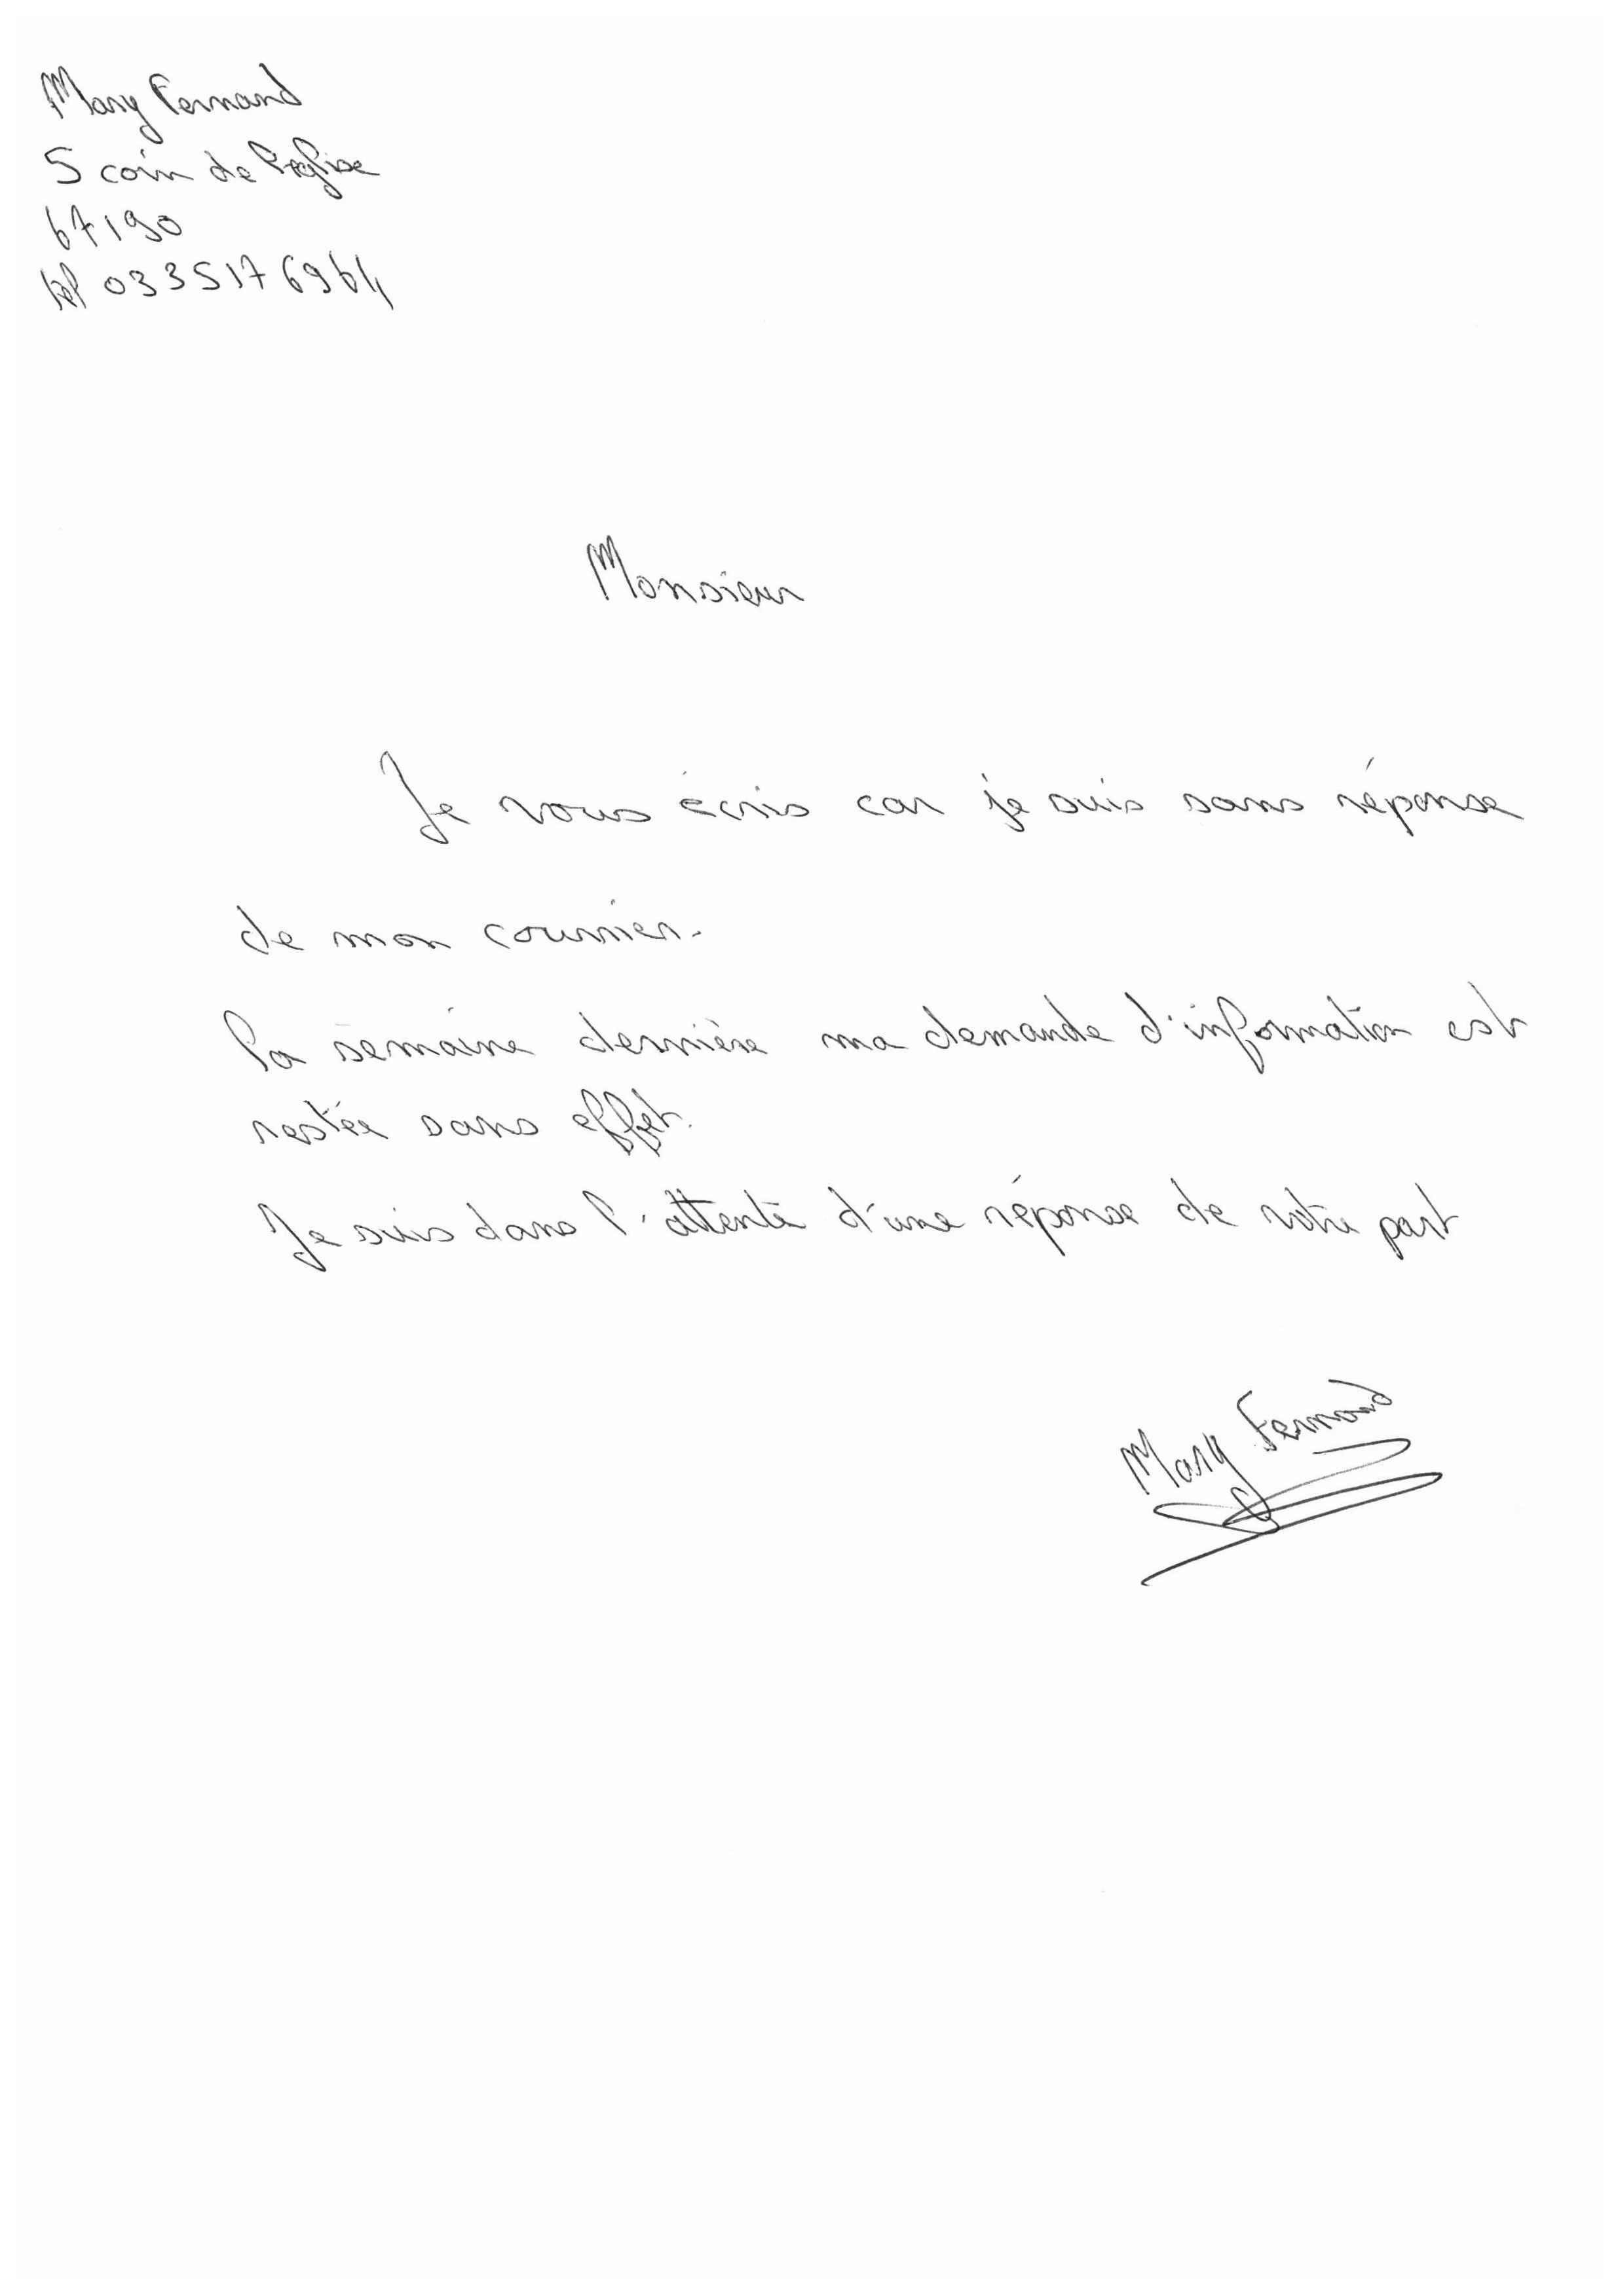 Mary Fernand
5 coin de l'église
67190
tél 0335176964
Monsieur
Je vous écris car je suis sans réponse
de mon courrier.
la semaine dernière ma demande d'information est
restée sans effet.
Je suis dans l'attente d'une réponse de votre part
Mary Fernand